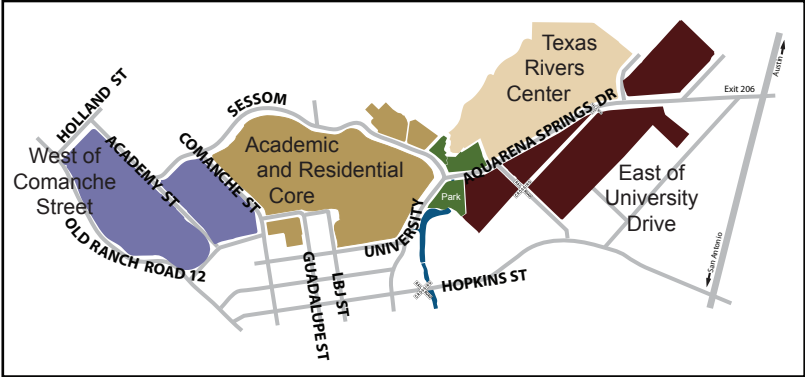 Texas
Rivers
Center
Austin
Exit 206
HOLLAND ST
SESSOM
AQUARENA SPRINGS DR
West of
Comanche
Street
ACADEMY ST
COMANCHE ST
Academic
and Residential
Core
East of
University
Drive
Park
UNIVERSITY
OLD RANCH ROAD 12
GUADALUPE ST
LBJ ST
HOPKINS ST
San Antonio